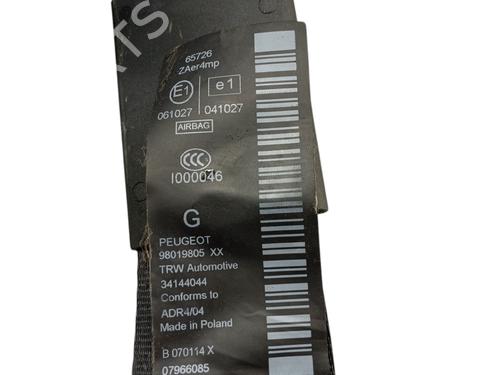 65726
ZAer4mp
E1 e1
061027 041027
AIRBAG
CCC
I000046
G
PEUGEOT
98019805 XX
TRW Automotive
34144044
Conforms to
ADR4/04
Made in Poland
B 070114 X
07966085